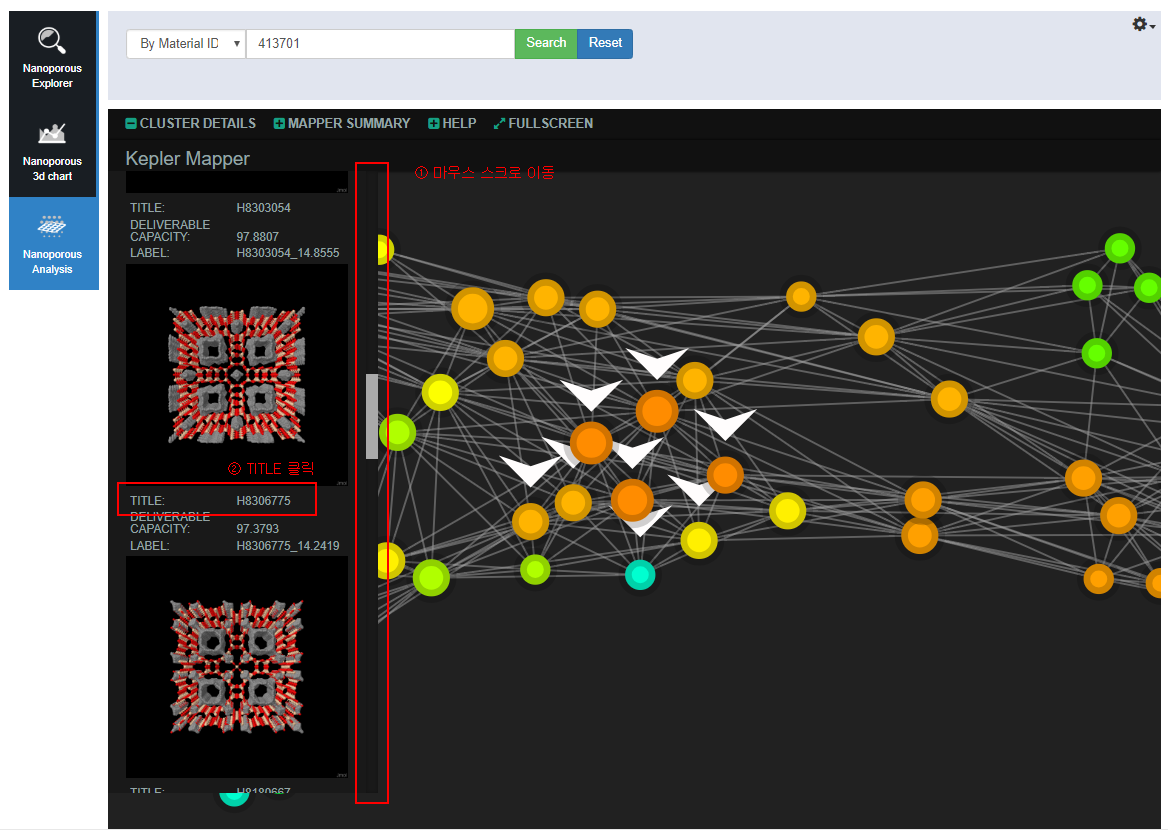 Nanoporous
Explorer
Nanoporous
3d chart
Nanoporous
Analysis
By Material ID
413701
Search
Reset
CLUSTER DETAILS
MAPPER SUMMARY
HELP
FULLSCREEN
Kepler Mapper
① 마우스 스크로 이동
TITLE: H8303054
DELIVERABLE
CAPACITY: 97.8807
LABEL: H8303054_14.8555
② TITLE 클릭
TITLE: H8306775
DELIVERABLE
CAPACITY: 97.3793
LABEL: H8306775_14.2419
TITLE: H8180667